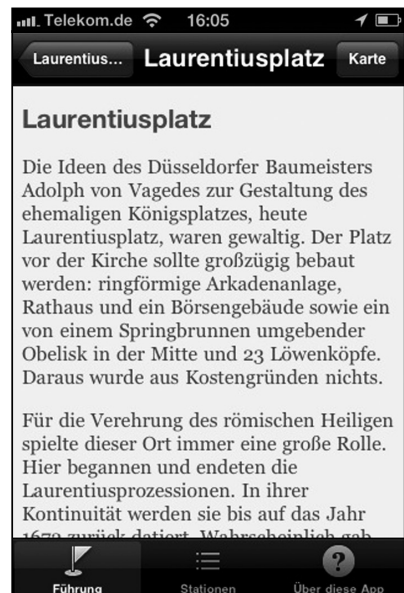 Telekom.de 16:05
Laurentius... Laurentiusplatz Karte
Laurentiusplatz
Die Ideen des Düsseldorfer Baumeisters
Adolph von Vagedes zur Gestaltung des
ehemaligen Königsplatzes, heute
Laurentiusplatz, waren gewaltig. Der Platz
vor der Kirche sollte großzügig bebaut
werden: ringförmige Arkadenanlage,
Rathaus und ein Börsengebäude sowie ein
von einem Springbrunnen umgebender
Obelisk in der Mitte und 23 Löwenköpfe.
Daraus wurde aus Kostengründen nichts.
Für die Verehrung des römischen Heiligen
spielte dieser Ort immer eine große Rolle.
Hier begannen und endeten die
Laurentiusprozessionen. In ihrer
Kontinuität werden sie bis auf das Jahr
zurück datiert. Wahrscheinlich gab
Führung Stationen Über diese App